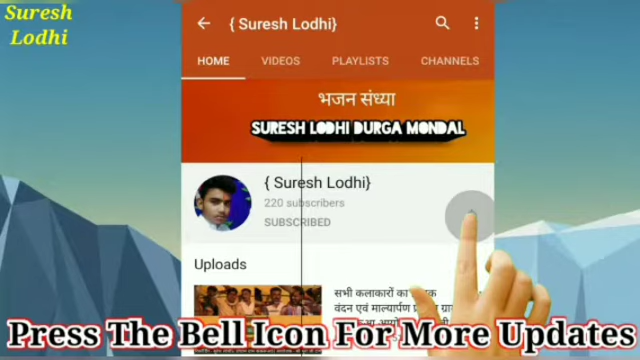 Suresh
Lodhi
{ Suresh Lodhi}
HOME VIDEOS PLAYLISTS CHANNELS
भजन संध्या
SURESH LODHI DURGA MONDAL
{ Suresh Lodhi}
220 subscribers
SUBSCRIBED
Uploads
सभी कलाकारों का
वंदन एवं माल्यार्पण
Press The Bell Icon For More Updates